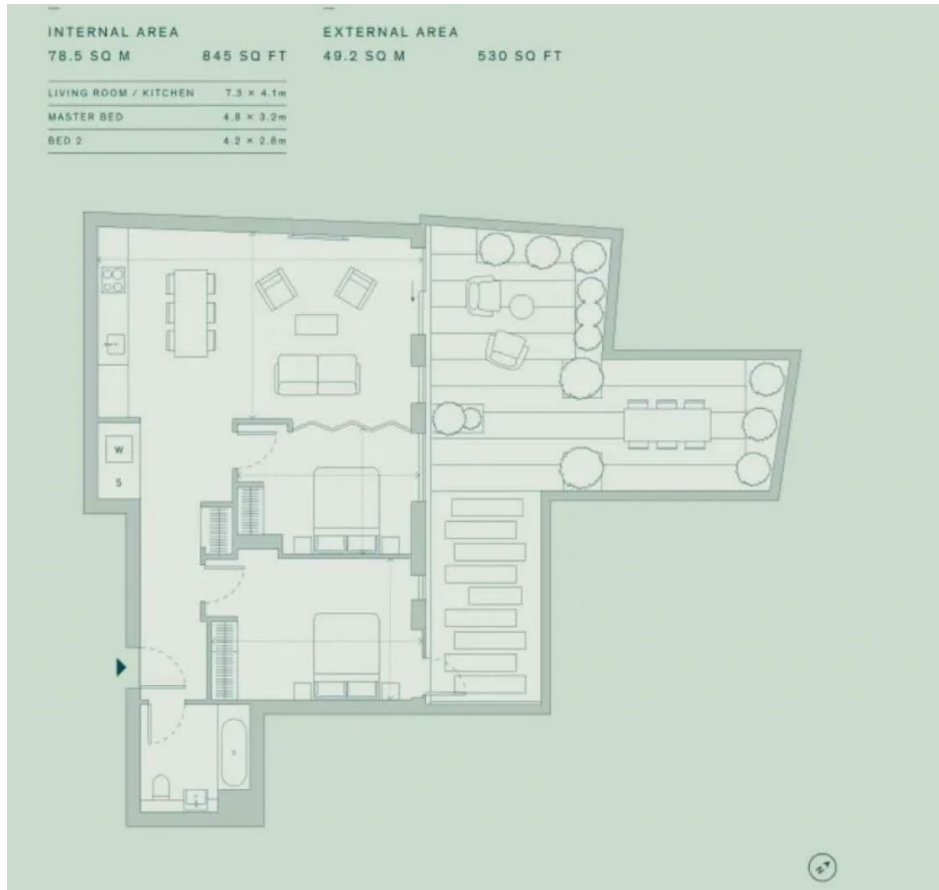 INTERNAL AREA
78.5 SQ M 845 SQ FT
EXTERNAL AREA
49.2 SQ M 530 SQ FT
LIVING ROOM / KITCHEN 7.3 × 4.1m
MASTER BED 4.8 × 3.2m
BED 2 4.2 × 2.8m
W
S
N